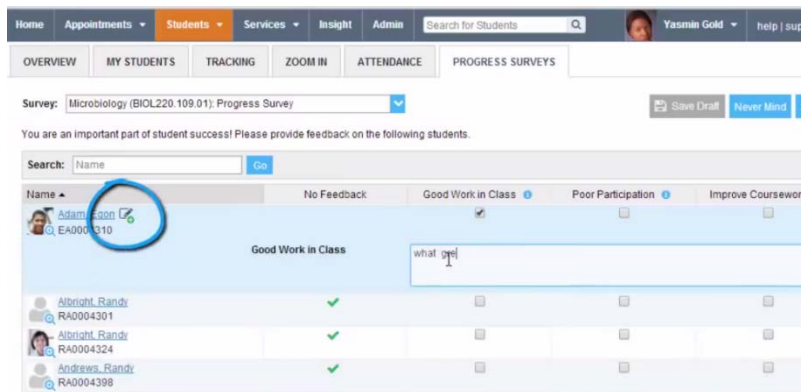 Home Appointments Students Services Insight Admin Search for Students Yasmin Gold help | sup
OVERVIEW MY STUDENTS TRACKING ZOOM IN ATTENDANCE PROGRESS SURVEYS
Survey: Microbiology (BIOL220.109.01): Progress Survey Save Draft Never Mind
You are an important part of student success! Please provide feedback on the following students.
Search: Name Go
Name No Feedback Good Work in Class Poor Participation Improve Coursewor
Adam, Egon
EA0001310
Good Work in Class what gre
Albright, Randy
RA0004301
Albright, Randy
RA0004324
Andrews, Randy
RA0004398